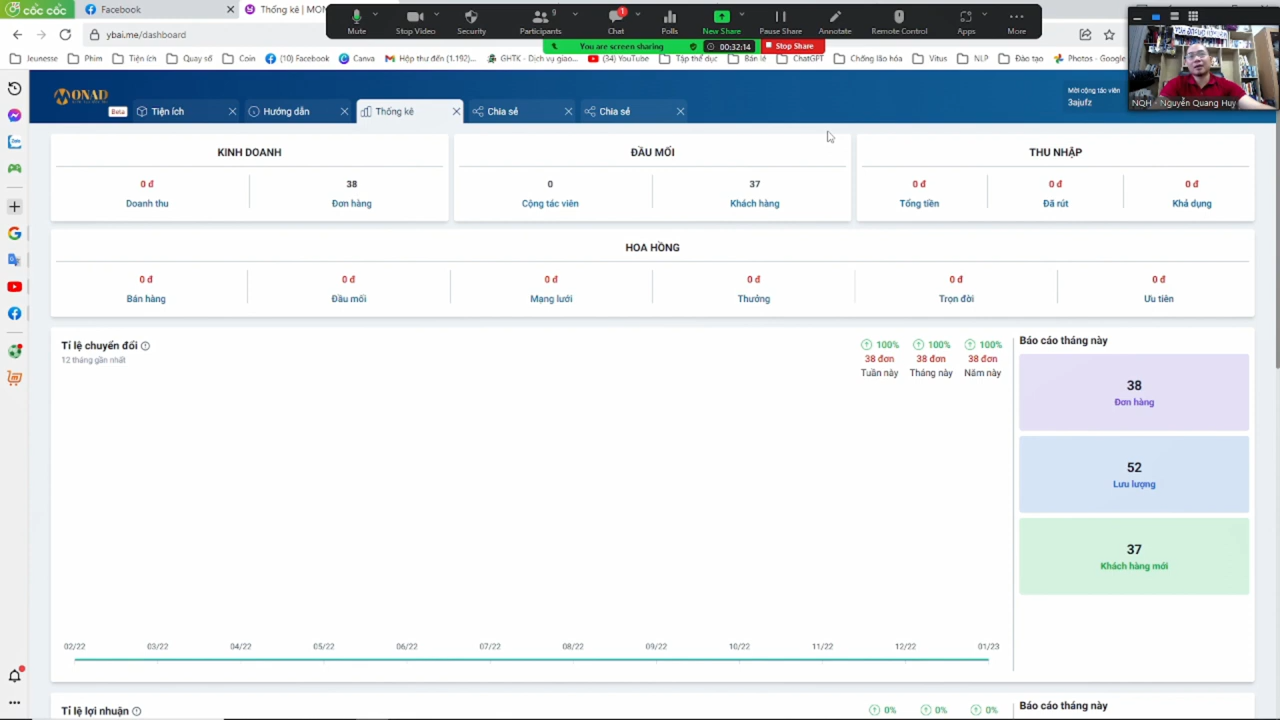 cốc cốc
Facebook
Thống kê | MON
Mute
Stop Video
Security
Participants
9
Chat
1
Polls
New Share
Pause Share
Annotate
Remote Control
Apps
More
You are screen sharing
00:32:14
Stop Share
ybai.me/dashboard
Jeunesse
Phim
Tiện ích
Quay số
Coin
(10) Facebook
Canva
Hộp thư đến (1.192)...
GHTK - Dịch vụ giao...
(34) YouTube
Tập thể dục
Bán lẻ
ChatGPT
Chống lão hóa
Vitus
NLP
Đào tạo
Photos - Google
NQH - Nguyễn Quang Huy
MONAD
Beta
Tiện ích
Hướng dẫn
Thống kê
Chia sẻ
Chia sẻ
Mời cộng tác viên
3ajufz
KINH DOANH
0 đ
Doanh thu
38
Đơn hàng
ĐẦU MỐI
0
Cộng tác viên
37
Khách hàng
THU NHẬP
0 đ
Tổng tiền
0 đ
Đã rút
0 đ
Khả dụng
HOA HỒNG
0 đ
Bán hàng
0 đ
Đầu mối
0 đ
Mạng lưới
0 đ
Thưởng
0 đ
Trọn đời
0 đ
Ưu tiên
Tỉ lệ chuyển đổi
12 tháng gần nhất
100%
38 đơn
Tuần này
100%
38 đơn
Tháng này
100%
38 đơn
Năm này
02/22 03/22 04/22 05/22 06/22 07/22 08/22 09/22 10/22 11/22 12/22 01/23
Báo cáo tháng này
38
Đơn hàng
52
Lưu lượng
37
Khách hàng mới
Tỉ lệ lợi nhuận
0% 0% 0%
Báo cáo tháng này